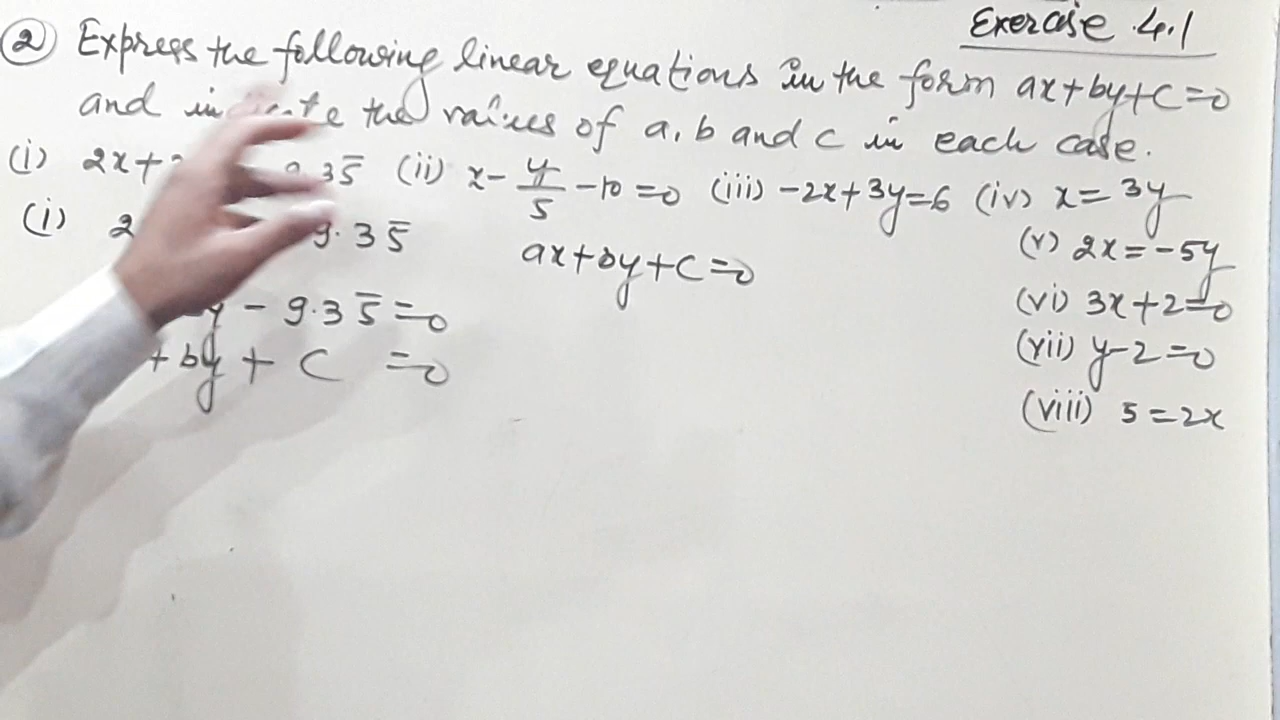 Exercise 4.1
② Express the following linear equations in the form ax+by+c=0
and the values of a, b and c in each case.
(i) 2x+ 9.35̅ (ii) x - y/5 - 10 = 0 (iii) -2x+3y=6 (iv) x = 3y
(i) 2 9.35̅ ax+by+c=0 (v) 2x = -5y
y - 9.35̅ = 0 (vi) 3x+2=0
+ by + c = 0 (vii) y-2=0
(viii) 5 = 2x